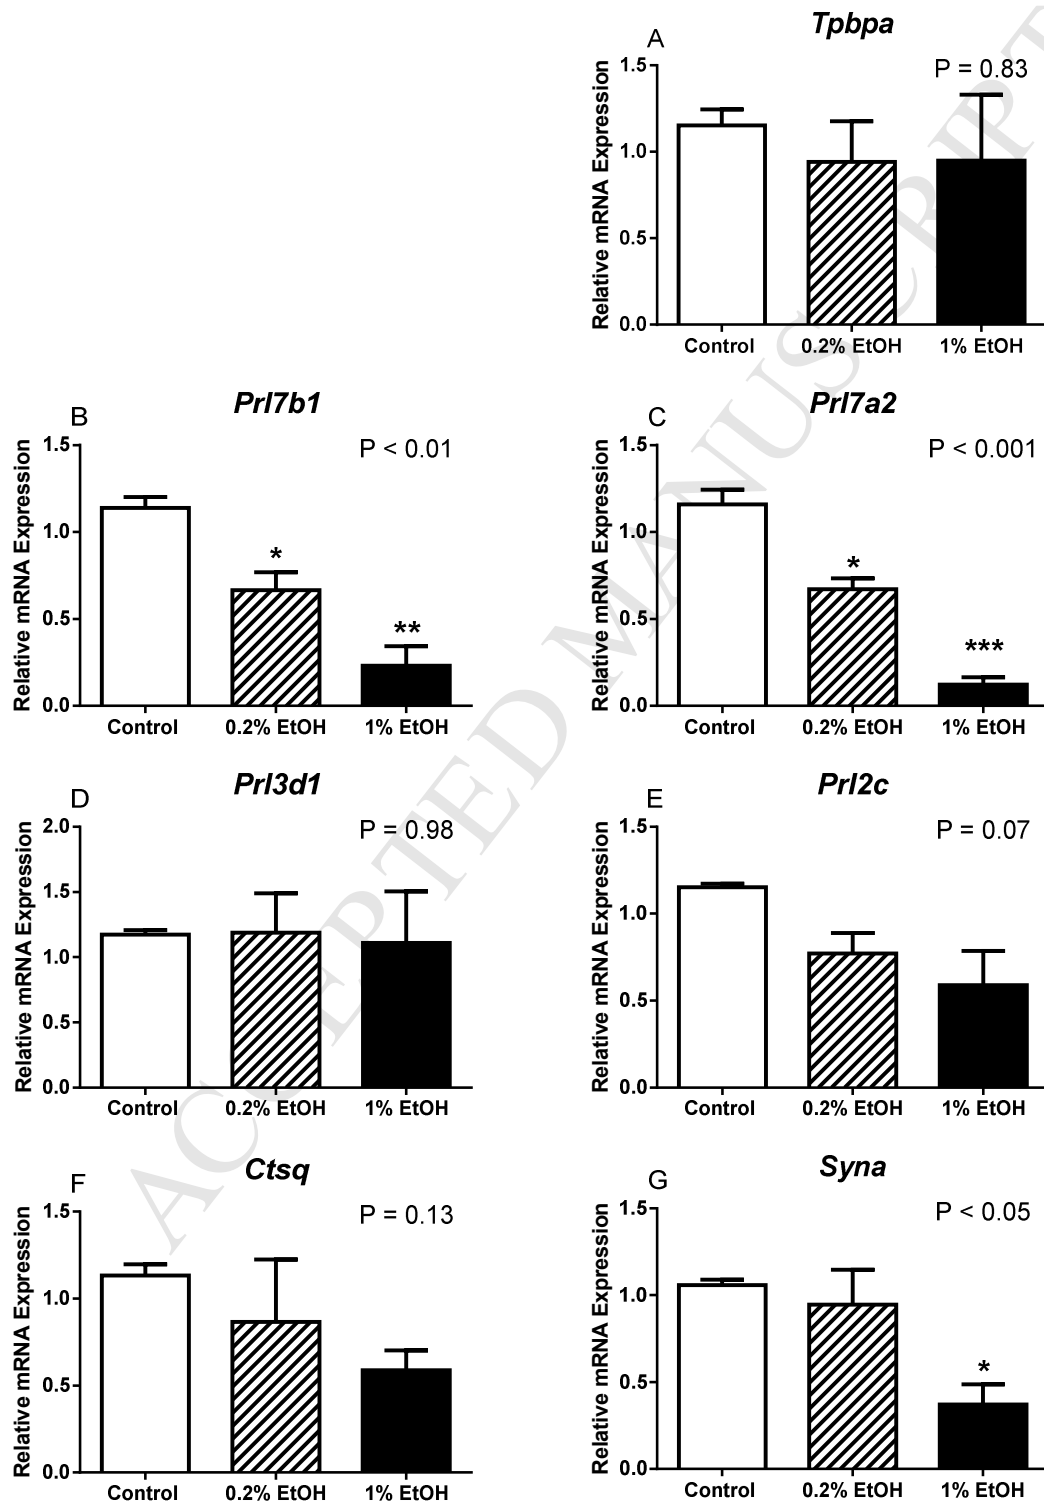 A
Tpbpa
P = 0.83
Relative mRNA Expression
1.5
1.0
0.5
0.0
Control
0.2% EtOH
1% EtOH
B
Prl7b1
P < 0.01
Relative mRNA Expression
1.5
1.0
0.5
0.0
*
**
Control
0.2% EtOH
1% EtOH
C
Prl7a2
P < 0.001
Relative mRNA Expression
1.5
1.0
0.5
0.0
*
***
Control
0.2% EtOH
1% EtOH
D
Prl3d1
P = 0.98
Relative mRNA Expression
2.0
1.5
1.0
0.5
0.0
Control
0.2% EtOH
1% EtOH
E
Prl2c
P = 0.07
Relative mRNA Expression
1.5
1.0
0.5
0.0
Control
0.2% EtOH
1% EtOH
F
Ctsq
P = 0.13
Relative mRNA Expression
1.5
1.0
0.5
0.0
Control
0.2% EtOH
1% EtOH
G
Syna
P < 0.05
Relative mRNA Expression
1.5
1.0
0.5
0.0
*
Control
0.2% EtOH
1% EtOH
ACCEPTED MANUSCRIPT